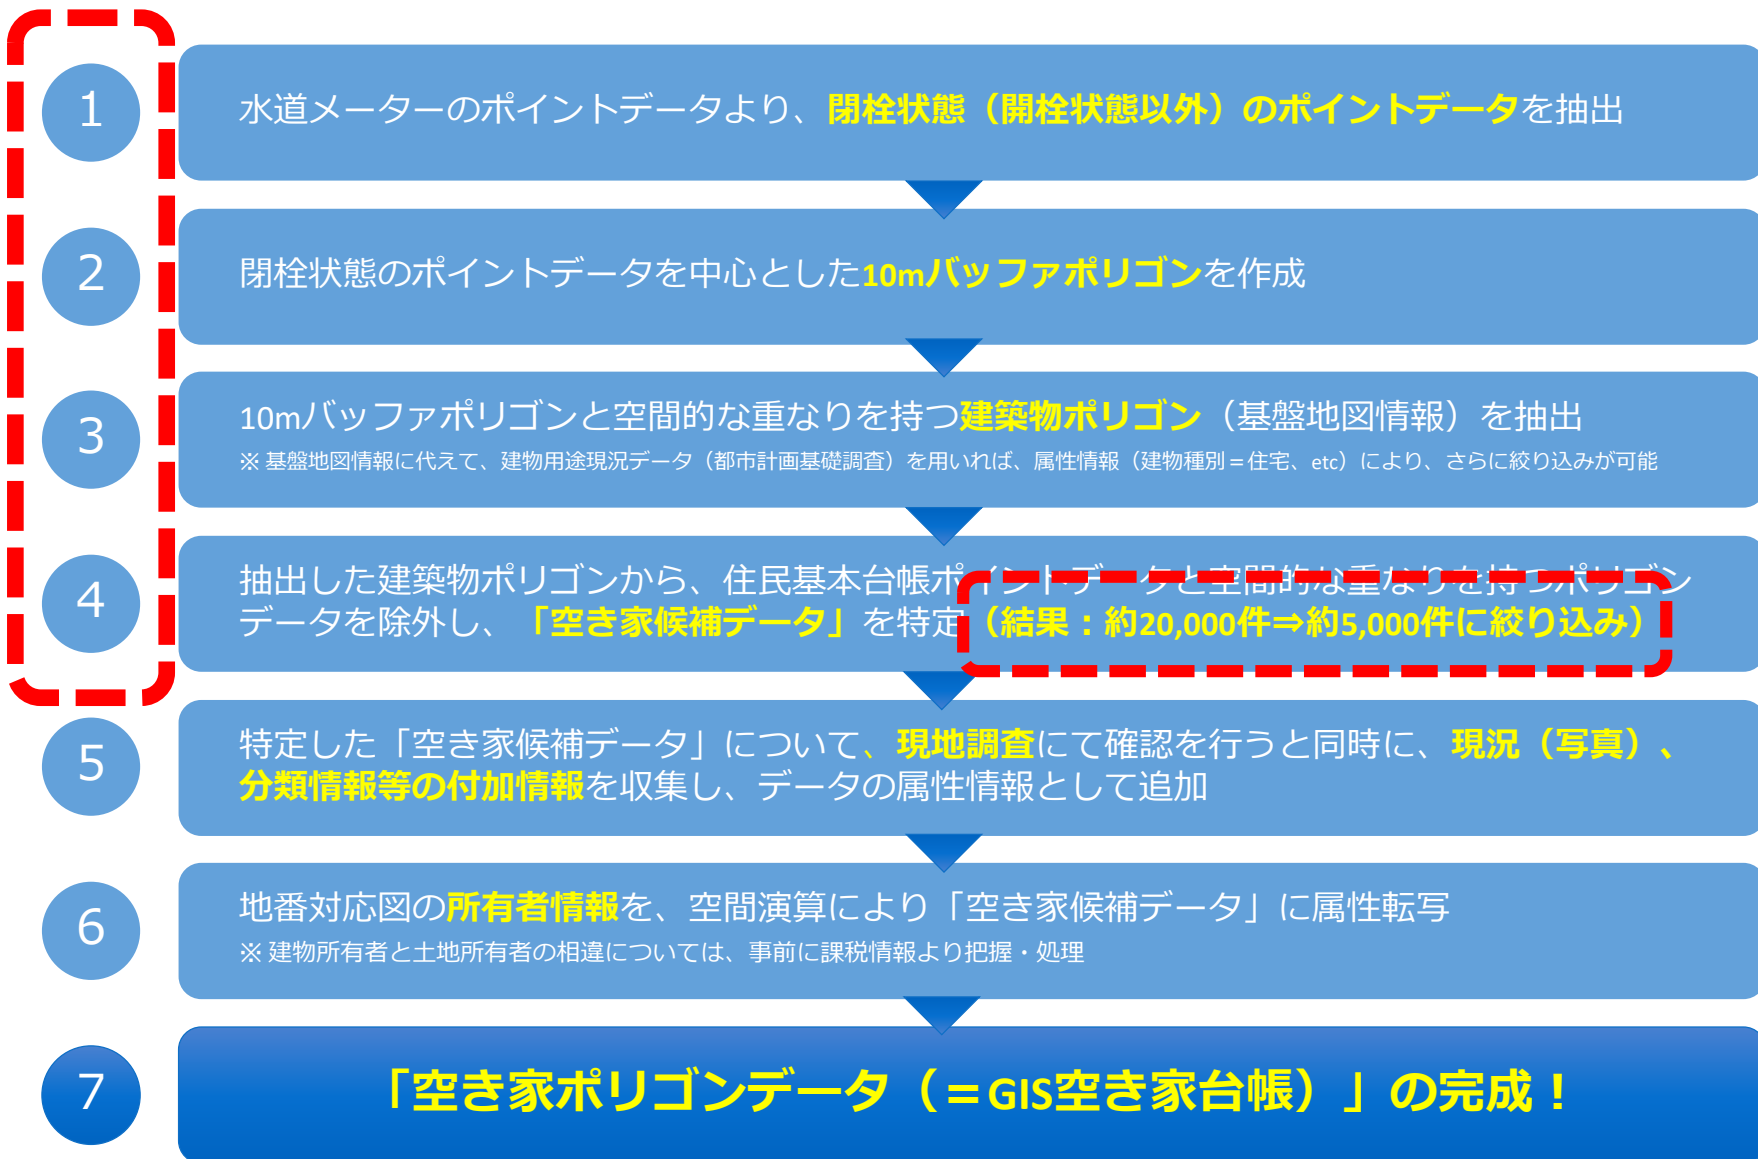 1
水道メーターのポイントデータより、閉栓状態（開栓状態以外）のポイントデータを抽出
2
閉栓状態のポイントデータを中心とした10mバッファポリゴンを作成
3
10mバッファポリゴンと空間的な重なりを持つ建築物ポリゴン（基盤地図情報）を抽出
※ 基盤地図情報に代えて、建物用途現況データ（都市計画基礎調査）を用いれば、属性情報（建物種別＝住宅、etc）により、さらに絞り込みが可能
4
抽出した建築物ポリゴンから、住民基本台帳ポイントデータと空間的な重なりを持つポリゴン
データを除外し、「空き家候補データ」を特定（結果：約20,000件⇒約5,000件に絞り込み）
5
特定した「空き家候補データ」について、現地調査にて確認を行うと同時に、現況（写真）、
分類情報等の付加情報を収集し、データの属性情報として追加
6
地番対応図の所有者情報を、空間演算により「空き家候補データ」に属性転写
※ 建物所有者と土地所有者の相違については、事前に課税情報より把握・処理
7
「空き家ポリゴンデータ（＝GIS空き家台帳）」の完成！